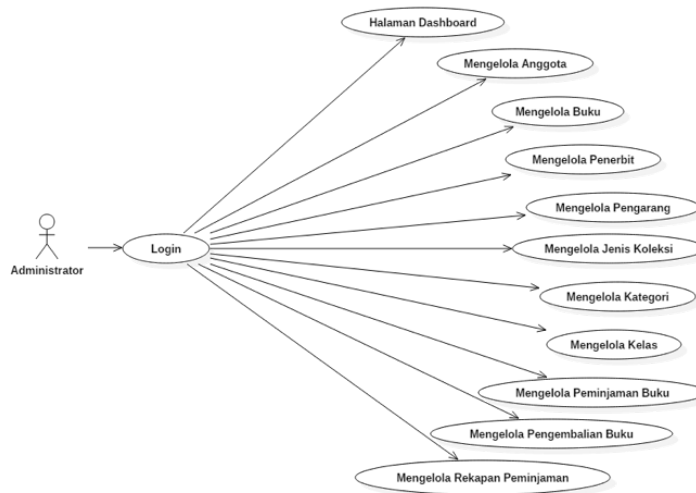 Halaman Dashboard
Mengelola Anggota
Mengelola Buku
Mengelola Penerbit
Mengelola Pengarang
Administrator
Login
Mengelola Jenis Koleksi
Mengelola Kategori
Mengelola Kelas
Mengelola Peminjaman Buku
Mengelola Pengembalian Buku
Mengelola Rekapan Peminjaman